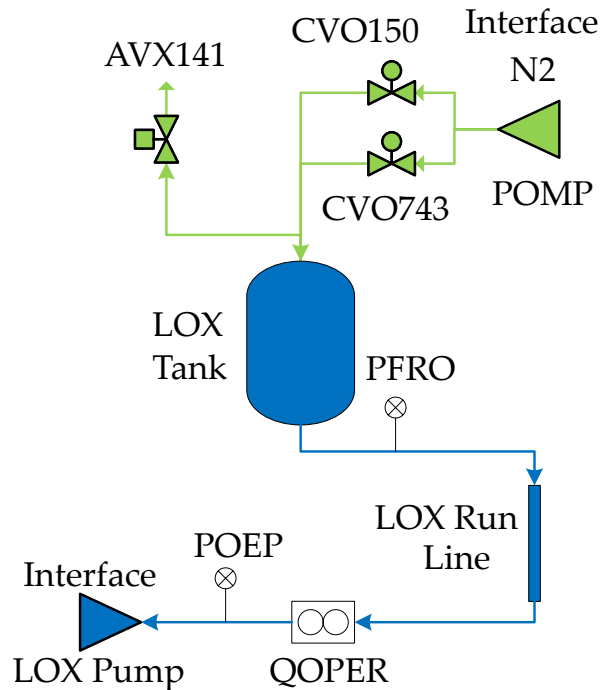 CVO150
Interface
N2
AVX141
CVO743
POMP
LOX
Tank
PFRO
LOX Run
Line
POEP
Interface
LOX Pump
QOPER